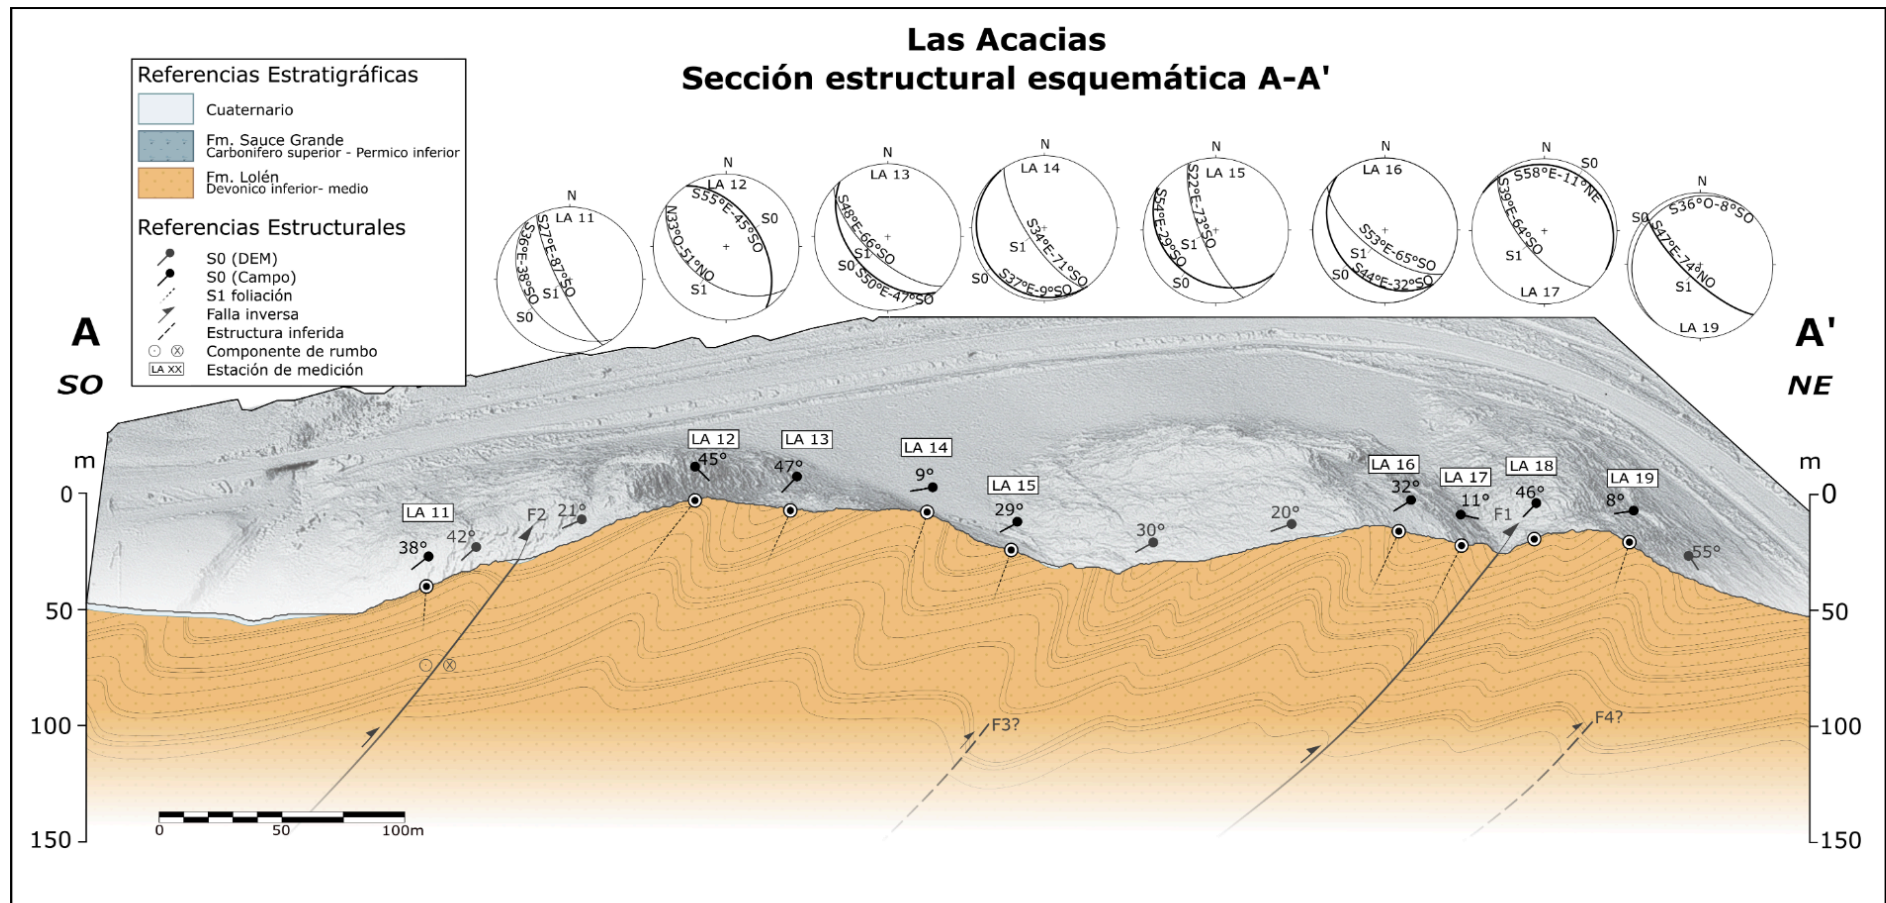 Las Acacias
Sección estructural esquemática A-A'
Referencias Estratigráficas
Cuaternario
Fm. Sauce Grande
Carbonifero superior - Permico inferior
Fm. Lolén
Devonico inferior- medio
Referencias Estructurales
S0 (DEM)
S0 (Campo)
S1 foliación
Falla inversa
Estructura inferida
Componente de rumbo
LA XX Estación de medición
N
LA 11
S36°E-38°SO
S27°E-87°SO
S1
S0
N
LA 12
S55°E-45°SO
S0
N33°O-51°NO
S1
N
LA 13
S48°E-66°SO
S1
S0
S50°E-47°SO
N
LA 14
S34°E-71°SO
S1
S0
S37°E-9°SO
N
LA 15
S22°E-73°SO
S54°E-29°SO
S1
S0
N
LA 16
S53°E-65°SO
S1
S0
S44°E-32°SO
N
S0
S58°E-11°NE
S39°E-64°SO
S1
LA 17
N
S36°O-8°SO
S0
S47°E-74°NO
S1
LA 19
A
SO
A'
NE
m
0
50
100
150
m
0
50
100
150
LA 11
38°
42°
F2
21°
LA 12
45°
LA 13
47°
LA 14
9°
LA 15
29°
30°
20°
LA 16
32°
LA 17
11°
F1
LA 18
46°
LA 19
8°
55°
F3?
F4?
0 50 100m